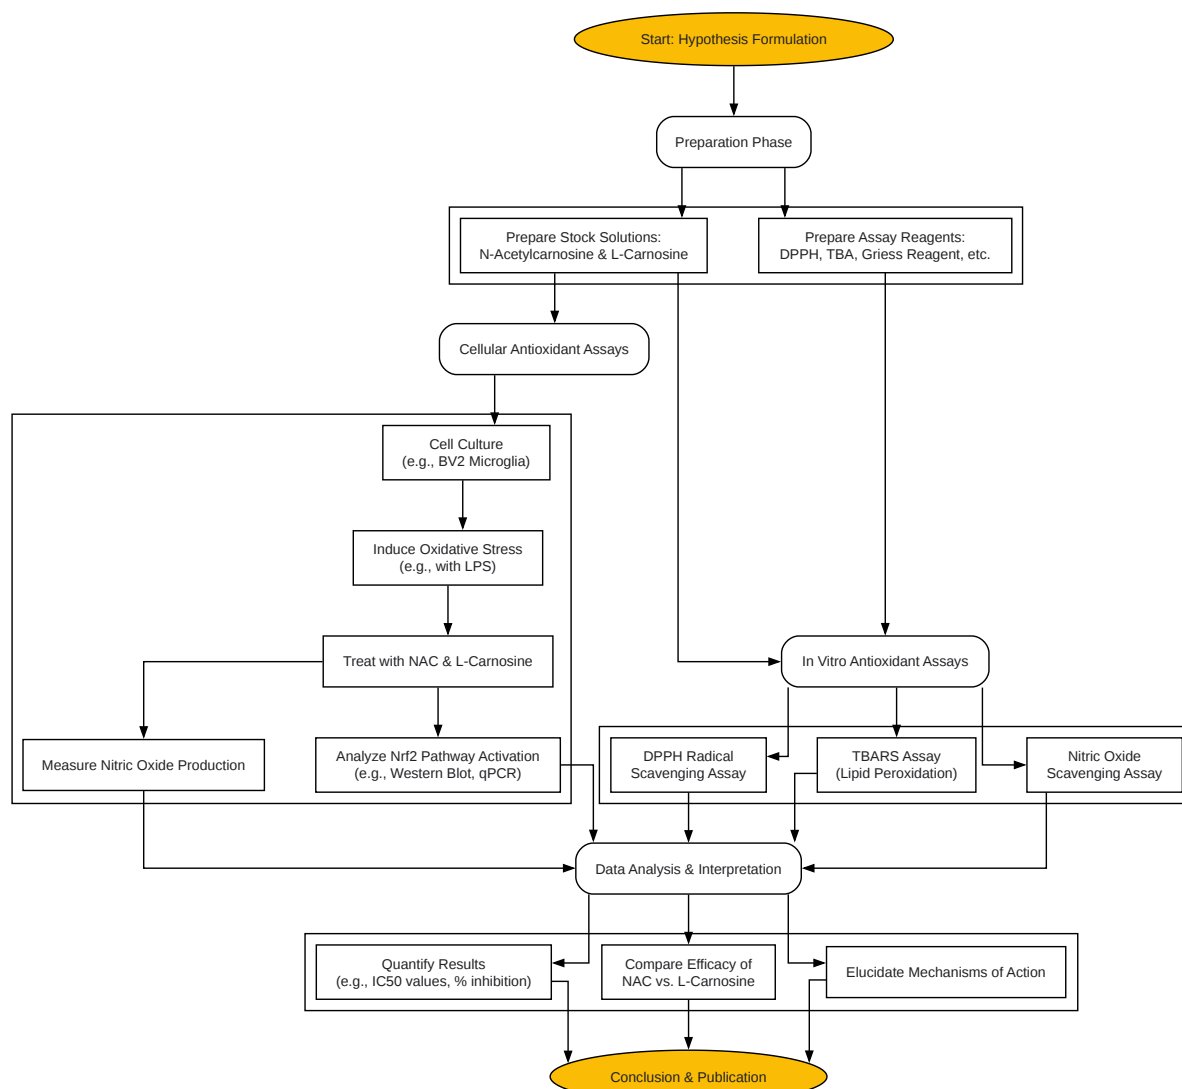 Start: Hypothesis Formulation
Preparation Phase
Prepare Stock Solutions:
N-Acetylcarnosine & L-Carnosine
Prepare Assay Reagents:
DPPH, TBA, Griess Reagent, etc.
Cellular Antioxidant Assays
Cell Culture
(e.g., BV2 Microglia)
Induce Oxidative Stress
(e.g., with LPS)
Treat with NAC & L-Carnosine
In Vitro Antioxidant Assays
Measure Nitric Oxide Production
Analyze Nrf2 Pathway Activation
(e.g., Western Blot, qPCR)
DPPH Radical
Scavenging Assay
TBARS Assay
(Lipid Peroxidation)
Nitric Oxide
Scavenging Assay
Data Analysis & Interpretation
Quantify Results
(e.g., IC50 values, % inhibition)
Compare Efficacy of
NAC vs. L-Carnosine
Elucidate Mechanisms of Action
Conclusion & Publication